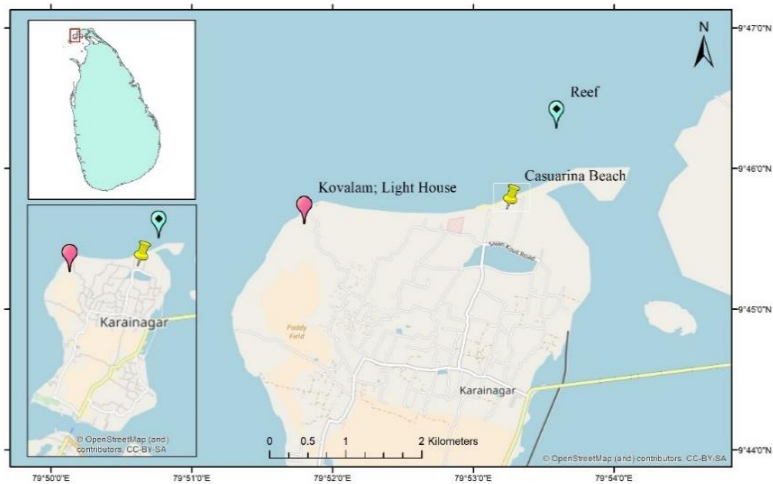 N
9°47'0"N
Reef
9°46'0"N
Casuarina Beach
Kovalam; Light House
9°45'0"N
Paddy
Field
Karainagar
Karainagar
0 0.5 1 2 Kilometers
9°44'0"N
© OpenStreetMap (and)
contributors, CC-BY-SA
© OpenStreetMap (and) contributors, CC-BY-SA
79°50'0"E 79°51'0"E 79°52'0"E 79°53'0"E 79°54'0"E